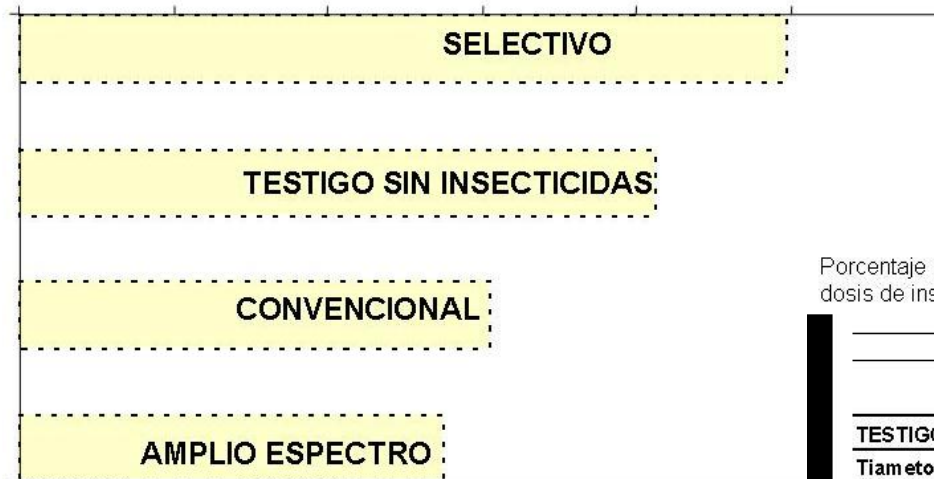 SELECTIVO
TESTIGO SIN INSECTICIDAS
CONVENCIONAL
AMPLIO ESPECTRO
Porcentaje
dosis de ins
TESTIGO
Tiameto